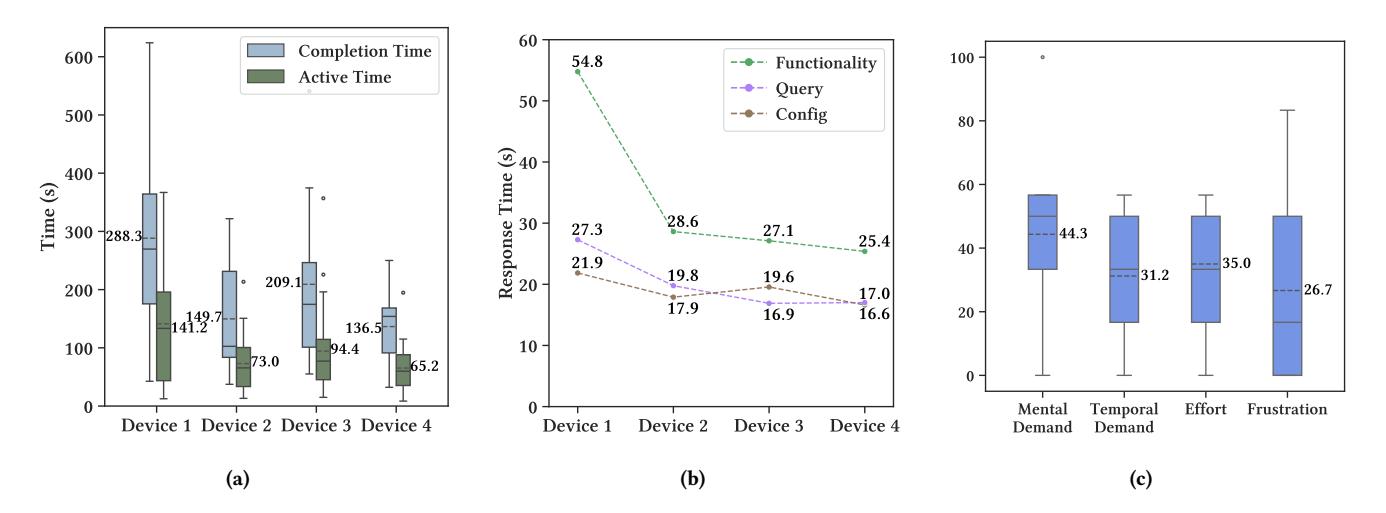 600
500
400
300
200
100
0
Time (s)
Completion Time
Active Time
288.3
141.2
149.7
73.0
209.1
94.4
136.5
65.2
Device 1
Device 2
Device 3
Device 4
(a)
60
50
40
30
20
10
0
Response Time (s)
Functionality
Query
Config
54.8
28.6
27.1
25.4
27.3
19.8
16.9
17.0
21.9
17.9
19.6
16.6
Device 1
Device 2
Device 3
Device 4
(b)
100
80
60
40
20
0
44.3
31.2
35.0
26.7
Mental
Demand
Temporal
Demand
Effort
Frustration
(c)